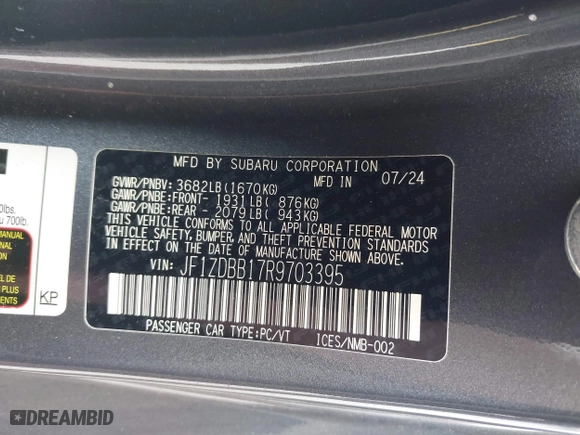 MFD BY SUBARU CORPORATION
GVWR/PNBV: 3682LB(1670KG) MFD IN 07/24
GAWR/PNBE:FRONT- 1931LB( 876KG)
GAWR/PNBE:REAR - 2079LB( 943KG)
THIS VEHICLE CONFORMS TO ALL APPLICABLE FEDERAL MOTOR
VEHICLE SAFETY, BUMPER, AND THEFT PREVENTION STANDARDS
IN EFFECT ON THE DATE OF MANUFACTURE SHOWN ABOVE.
VIN: JF1ZDBB17R9703395
PASSENGER CAR TYPE:PC/VT ICES/NMB-002
lbs.
700lb.
MANUAL
KP
DREAMBID